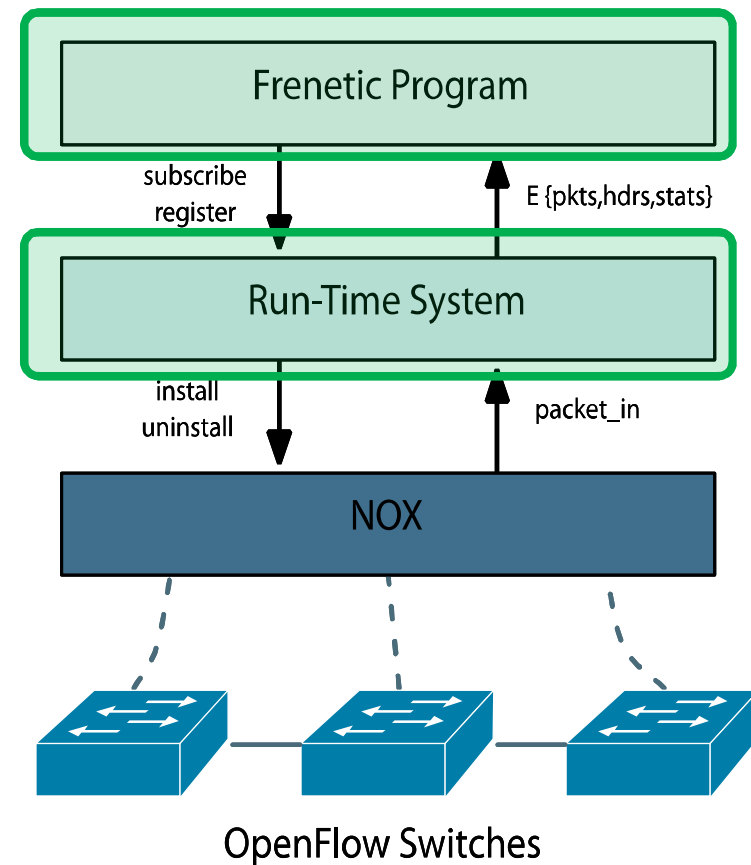 Frenetic Program
subscribe
register
E {pkts,hdrs,stats}
Run-Time System
install
uninstall
packet_in
NOX
OpenFlow Switches